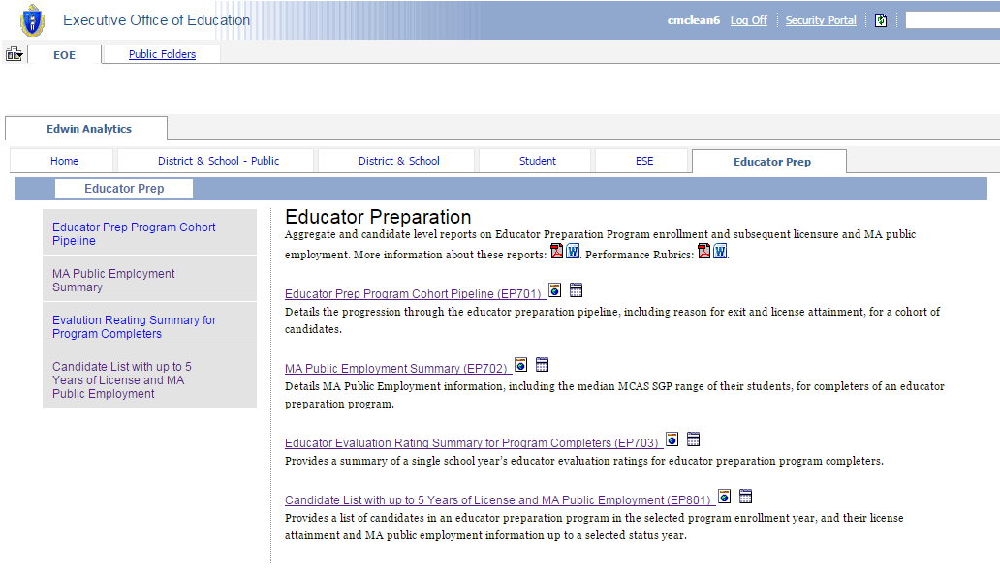 Executive Office of Education
cmclean6 Log Off Security Portal
EOE Public Folders
Edwin Analytics
Home District & School - Public District & School Student ESE Educator Prep
Educator Prep
Educator Prep Program Cohort
Pipeline
MA Public Employment
Summary
Evalution Reating Summary for
Program Completers
Candidate List with up to 5
Years of License and MA
Public Employment
Educator Preparation
Aggregate and candidate level reports on Educator Preparation Program enrollment and subsequent licensure and MA public
employment. More information about these reports: . Performance Rubrics: .
Educator Prep Program Cohort Pipeline (EP701)
Details the progression through the educator preparation pipeline, including reason for exit and license attainment, for a cohort of
candidates.
MA Public Employment Summary (EP702)
Details MA Public Employment information, including the median MCAS SGP range of their students, for completers of an educator
preparation program.
Educator Evaluation Rating Summary for Program Completers (EP703)
Provides a summary of a single school year's educator evaluation ratings for educator preparation program completers.
Candidate List with up to 5 Years of License and MA Public Employment (EP801)
Provides a list of candidates in an educator preparation program in the selected program enrollment year, and their license
attainment and MA public employment information up to a selected status year.